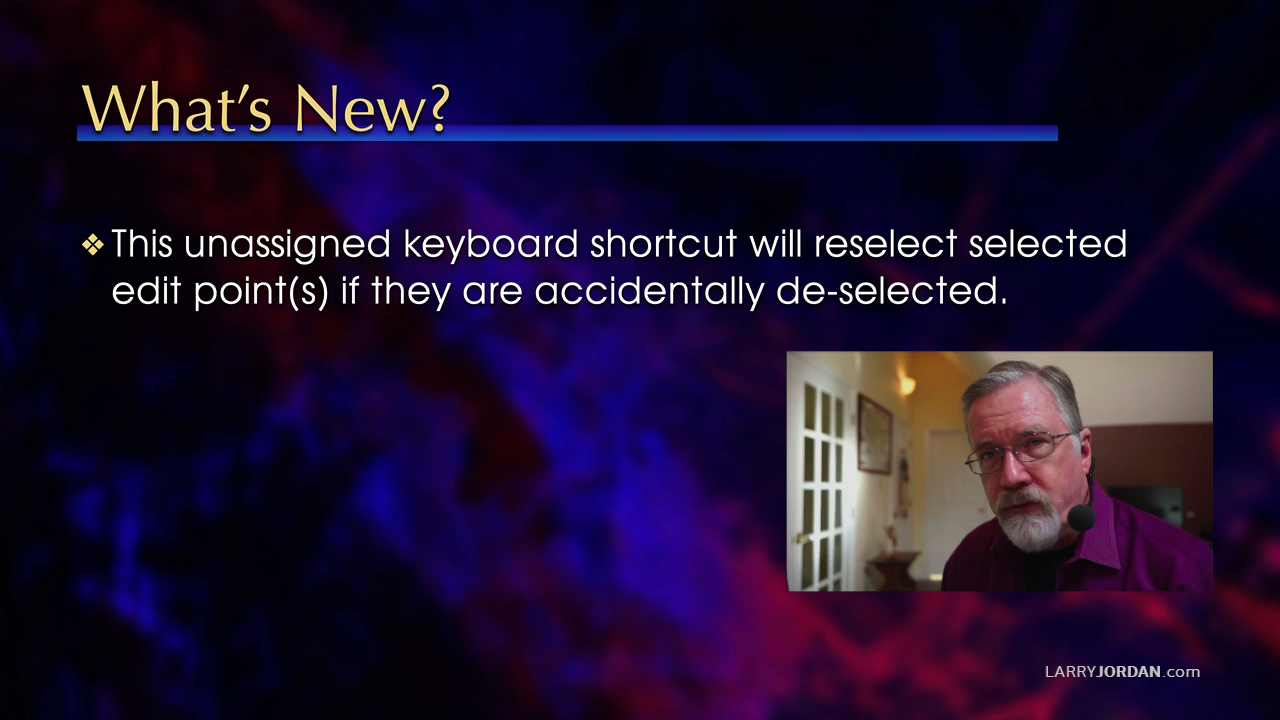 What's New?
❖ This unassigned keyboard shortcut will reselect selected
edit point(s) if they are accidentally de-selected.
LARRYJORDAN.com